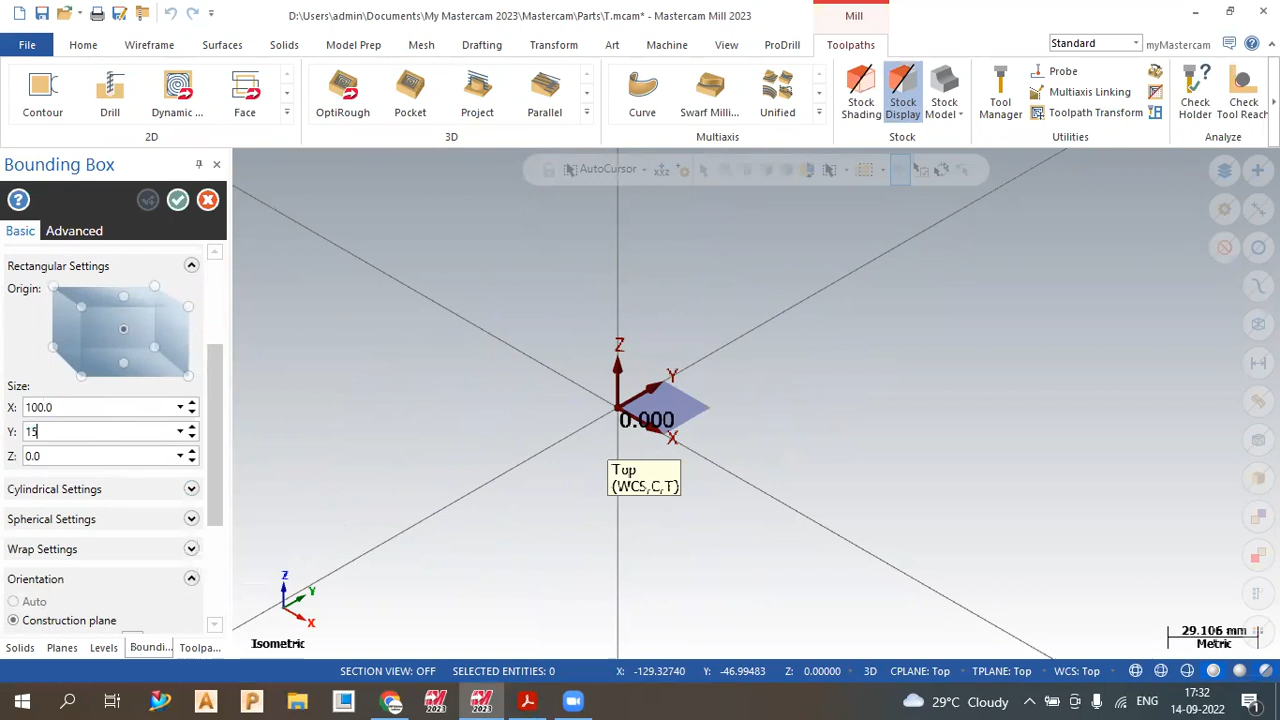 D:\Users\admin\Documents\My Mastercam 2023\Mastercam\Parts\T.mcam* - Mastercam Mill 2023
Mill
File Home Wireframe Surfaces Solids Model Prep Mesh Drafting Transform Art Machine View ProDrill Toolpaths
Standard
myMastercam
Contour Drill Dynamic ... Face
2D
OptiRough Pocket Project Parallel
3D
Curve Swarf Milli... Unified
Multiaxis
Stock Shading
Stock Display
Stock Model
Stock
Tool Manager
Probe
Multiaxis Linking
Toolpath Transform
Utilities
Check Holder
Check Tool Reach
Analyze
Bounding Box
Basic Advanced
Rectangular Settings
Origin:
Size:
X: 100.0
Y: 15
Z: 0.0
Cylindrical Settings
Spherical Settings
Wrap Settings
Orientation
Auto
Construction plane
Solids Planes Levels Boundi... Toolpa...
AutoCursor
Z
Y
0.000
X
Top
(WCS,C,T)
Z
Y
X
Isometric
29.106 mm
Metric
SECTION VIEW: OFF SELECTED ENTITIES: 0 X: -129.32740 Y: -46.99483 Z: 0.00000 3D CPLANE: Top TPLANE: Top WCS: Top
29°C Cloudy
ENG
17:32
14-09-2022